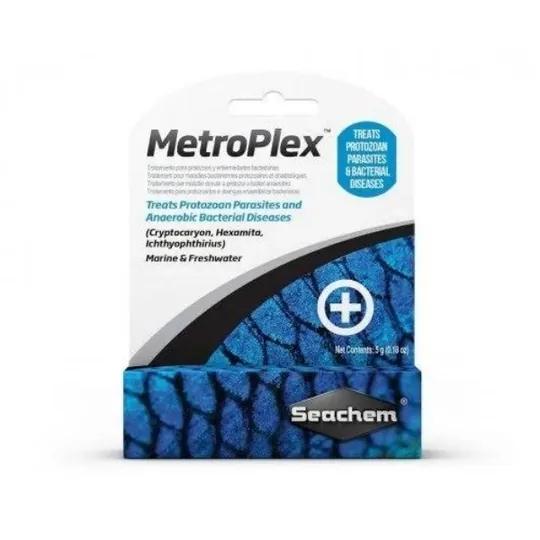 MetroPlex™
TREATS
PROTOZOAN
PARASITES
& BACTERIAL
DISEASES
Treats Protozoan Parasites and
Anaerobic Bacterial Diseases
(Cryptocaryon, Hexamita,
Ichthyophthirius)
Marine & Freshwater
Net Contents: 5 g (0.18 oz)
Seachem®